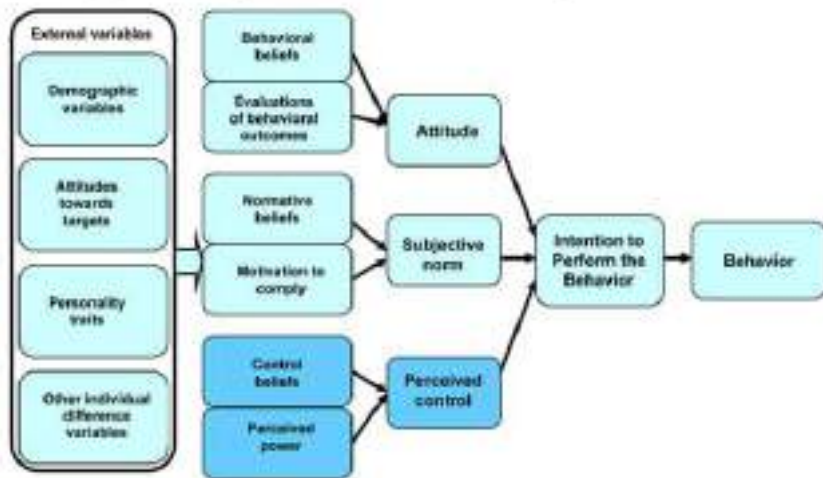 External variables
Demographic
variables
Attitudes
towards
targets
Personality
traits
Other individual
difference
variables
Behavioral
beliefs
Evaluations
of behavioral
outcomes
Normative
beliefs
Motivation to
comply
Control
beliefs
Perceived
power
Attitude
Subjective
norm
Perceived
control
Intention to
Perform the
Behavior
Behavior